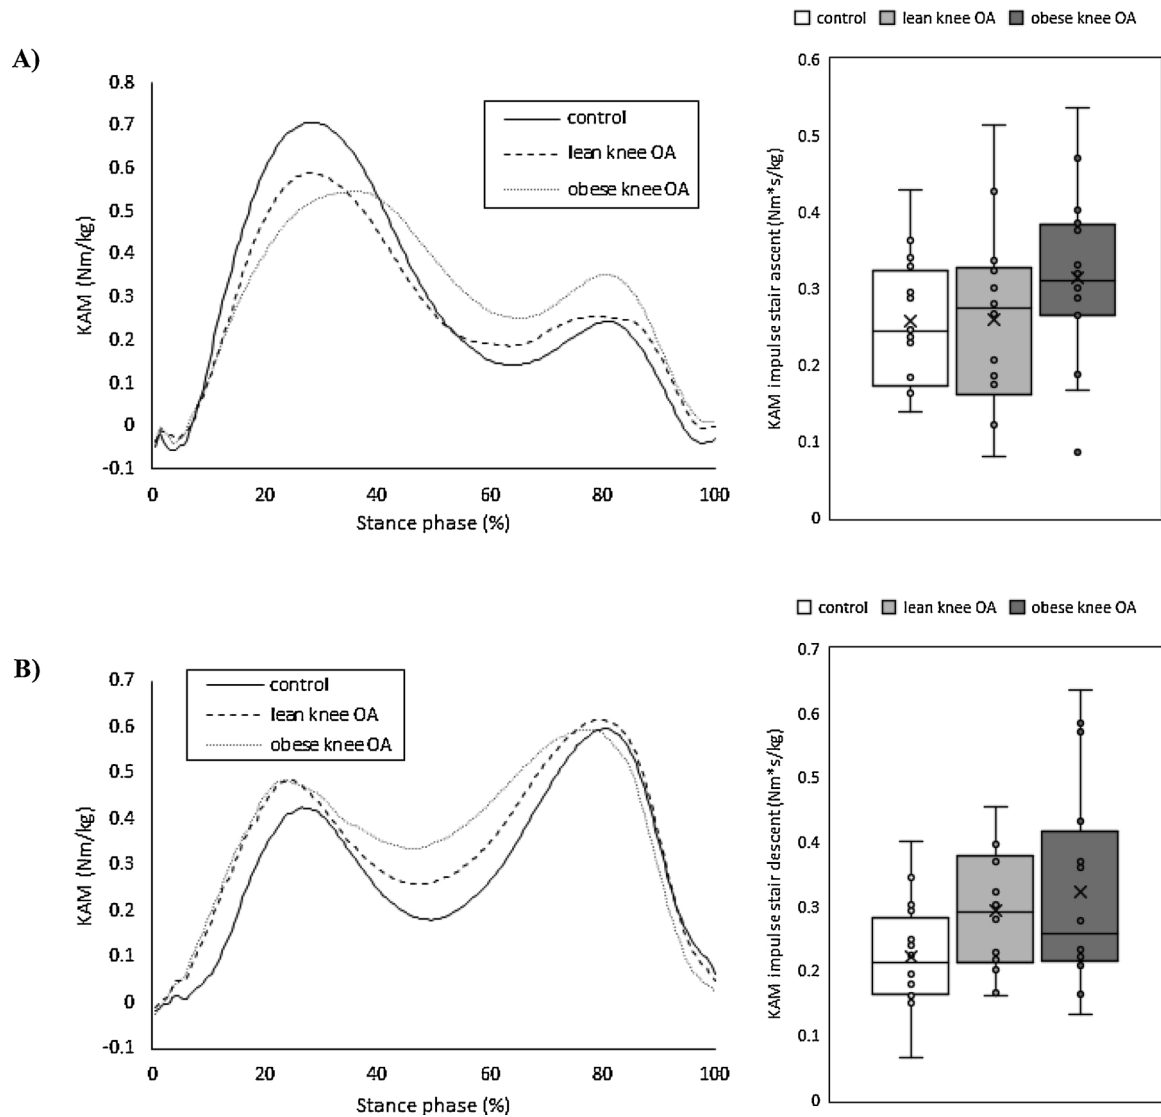 A)
KAM (Nm/kg)
0.8
0.7
0.6
0.5
0.4
0.3
0.2
0.1
0
-0.1
0 20 40 60 80 100
Stance phase (%)
control
lean knee OA
obese knee OA
control lean knee OA obese knee OA
KAM impulse stair ascent (Nm*s/kg)
0.6
0.5
0.4
0.3
0.2
0.1
0
B)
KAM (Nm/kg)
0.7
0.6
0.5
0.4
0.3
0.2
0.1
0
-0.1
0 20 40 60 80 100
Stance phase (%)
control
lean knee OA
obese knee OA
control lean knee OA obese knee OA
KAM impulse stair descent (Nm*s/kg)
0.7
0.6
0.5
0.4
0.3
0.2
0.1
0